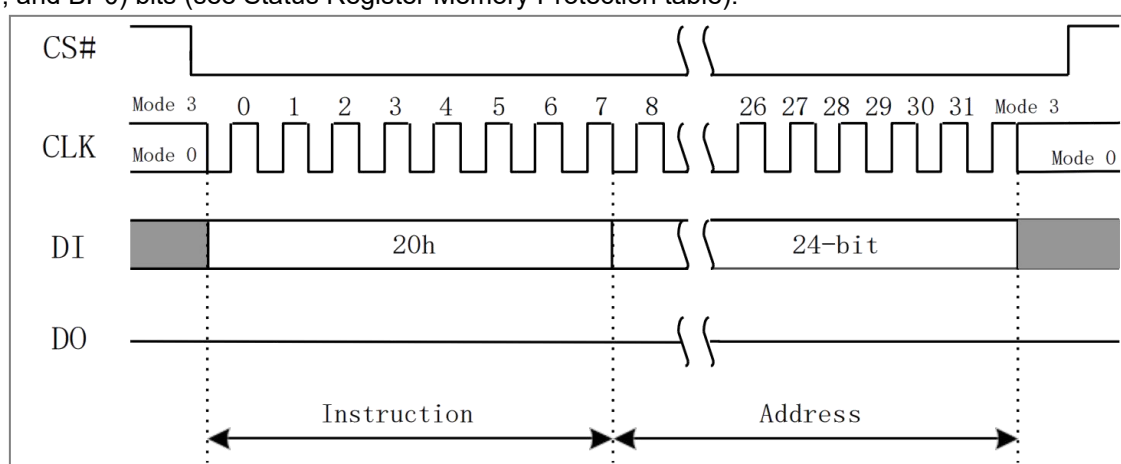 , and BP0) bits (see Status Register Memory Protection table).
CS#
Mode 3 0 1 2 3 4 5 6 7 8 26 27 28 29 30 31 Mode 3
CLK Mode 0 Mode 0
DI 20h 24-bit
DO
Instruction Address